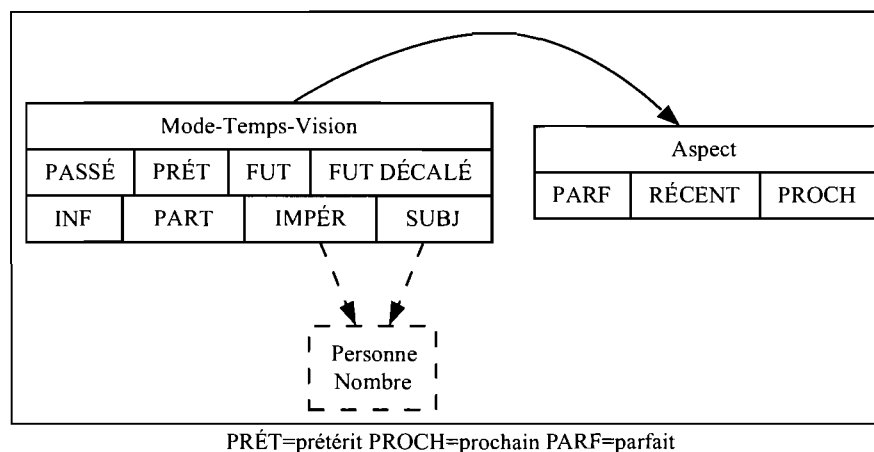 Mode-Temps-Vision
PASSÉ PRÉT FUT FUT DÉCALÉ
INF PART IMPÉR SUBJ
Aspect
PARF RÉCENT PROCH
Personne
Nombre
PRÉT=prétérit PROCH=prochain PARF=parfait